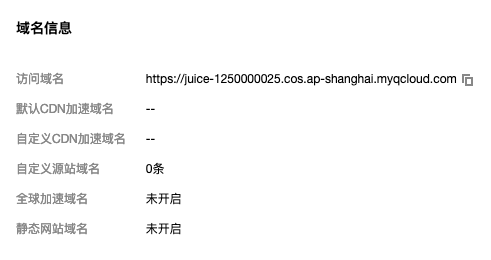 域名信息
访问域名 https://juice-1250000025.cos.ap-shanghai.myqcloud.com
默认CDN加速域名 --
自定义CDN加速域名 --
自定义源站域名 0条
全球加速域名 未开启
静态网站域名 未开启